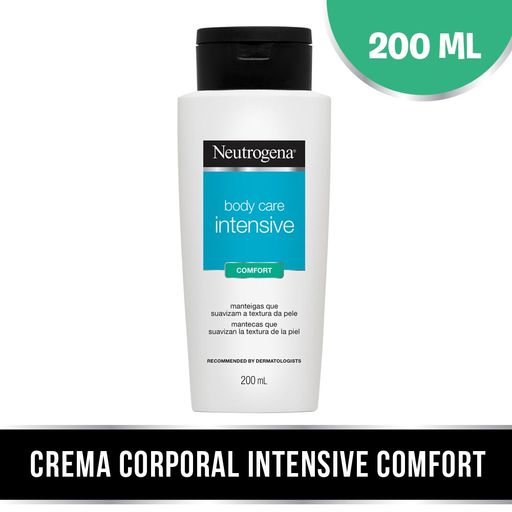 200 ML
Neutrogena®
body care
intensive
COMFORT
manteigas que
suavizam a textura da pele
mantecas que
suavizan la textura de la piel
RECOMMENDED BY DERMATOLOGISTS
200 mL
CREMA CORPORAL INTENSIVE COMFORT